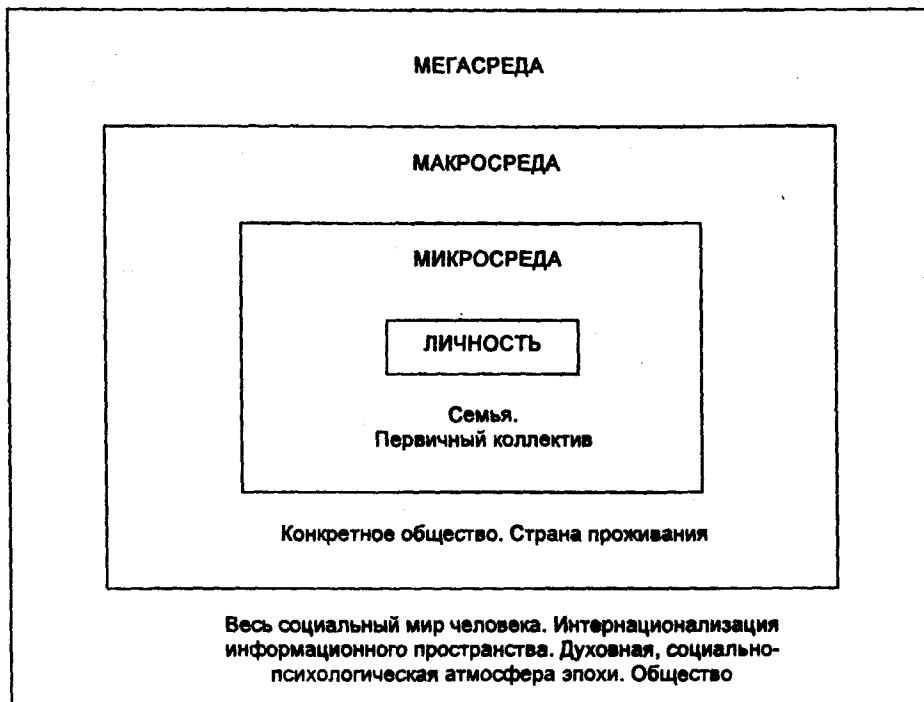 МЕГАСРЕДА
МАКРОСРЕДА
МИКРОСРЕДА
ЛИЧНОСТЬ
Семья.
Первичный коллектив
Конкретное общество. Страна проживания
Весь социальный мир человека. Интернационализация
информационного пространства. Духовная, социально-
психологическая атмосфера эпохи. Общество